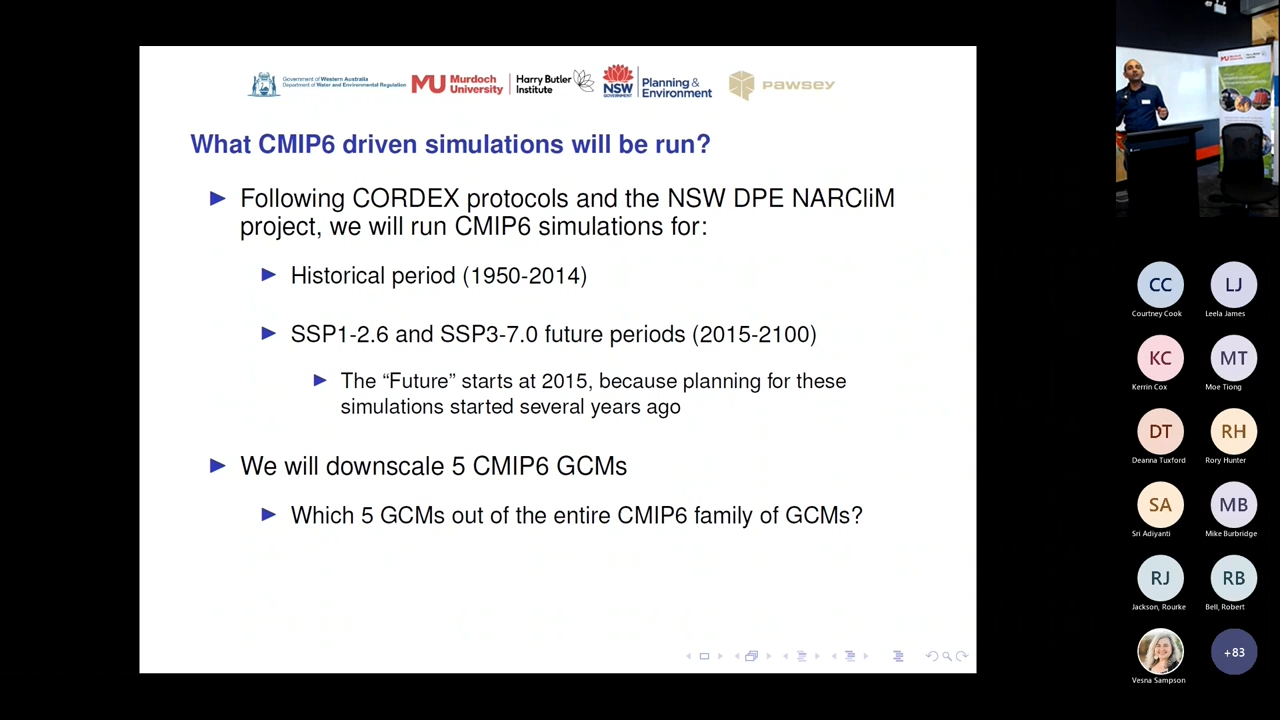 Government of Western Australia
Department of Water and Environmental Regulation
MU Murdoch University
Harry Butler Institute
NSW GOVERNMENT
Planning & Environment
PAWSEY
What CMIP6 driven simulations will be run?
Following CORDEX protocols and the NSW DPE NARCliM
project, we will run CMIP6 simulations for:
Historical period (1950-2014)
SSP1-2.6 and SSP3-7.0 future periods (2015-2100)
The “Future” starts at 2015, because planning for these
simulations started several years ago
We will downscale 5 CMIP6 GCMs
Which 5 GCMs out of the entire CMIP6 family of GCMs?
CC
Courtney Cook
LJ
Leela James
KC
Kerrin Cox
MT
Moe Tiong
DT
Deanna Tuxford
RH
Rory Hunter
SA
Sri Adiyanti
MB
Mike Burbridge
RJ
Jackson, Rourke
RB
Bell, Robert
Vesna Sampson
+83